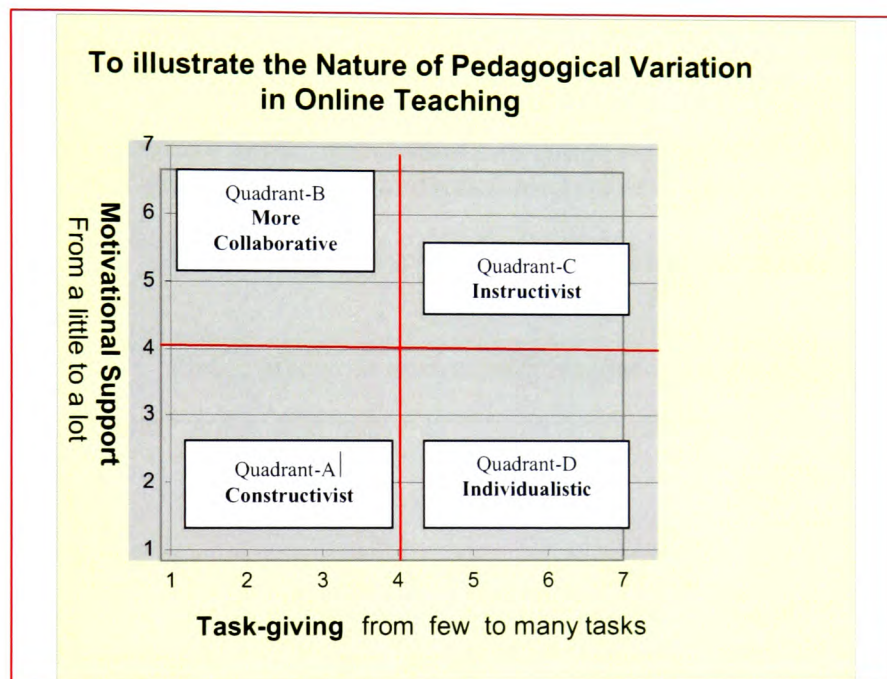 To illustrate the Nature of Pedagogical Variation
in Online Teaching
Motivational Support
From a little to a lot
7
6
5
4
3
2
1
Quadrant-B
More
Collaborative
Quadrant-C
Instructivist
Quadrant-A
Constructivist
Quadrant-D
Individualistic
1 2 3 4 5 6 7
Task-giving from few to many tasks